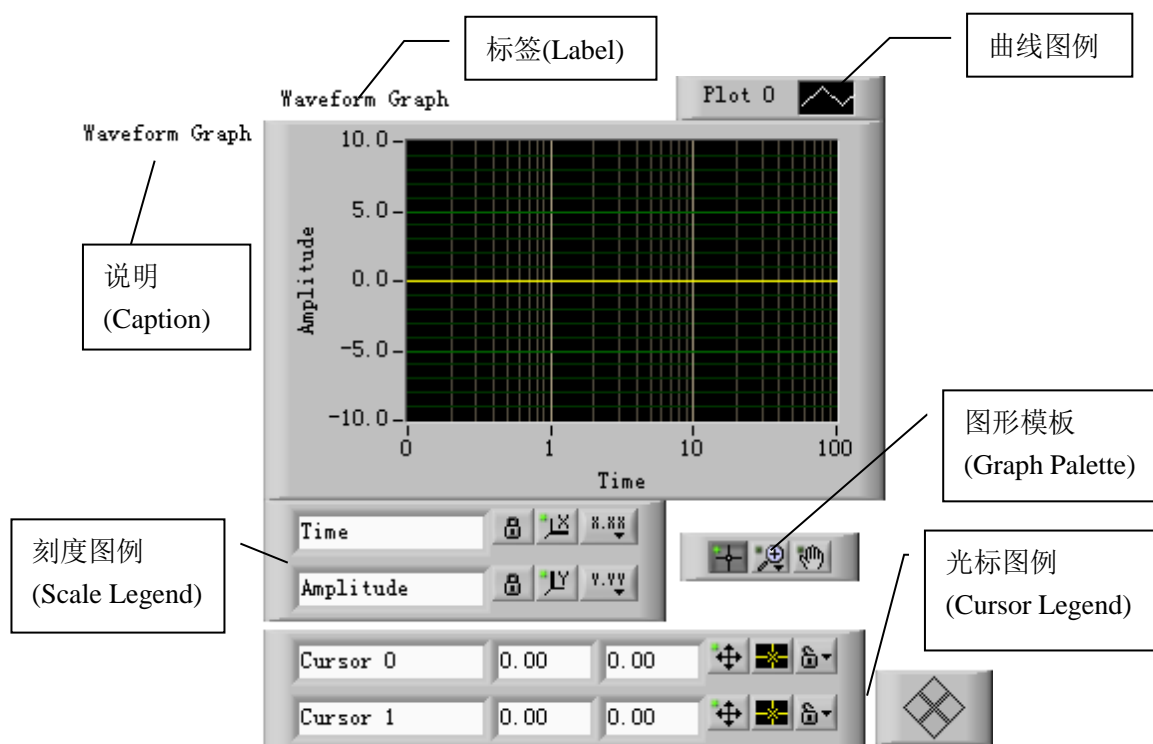 标签(Label)
曲线图例
Plot 0
Waveform Graph
Waveform Graph
10.0
5.0
0.0
-5.0
-10.0
Amplitude
0 1 10 100
Time
说明
(Caption)
图形模板
(Graph Palette)
刻度图例
(Scale Legend)
Time X X.XX
Amplitude Y Y.YY
光标图例
(Cursor Legend)
Cursor 0 0.00 0.00
Cursor 1 0.00 0.00